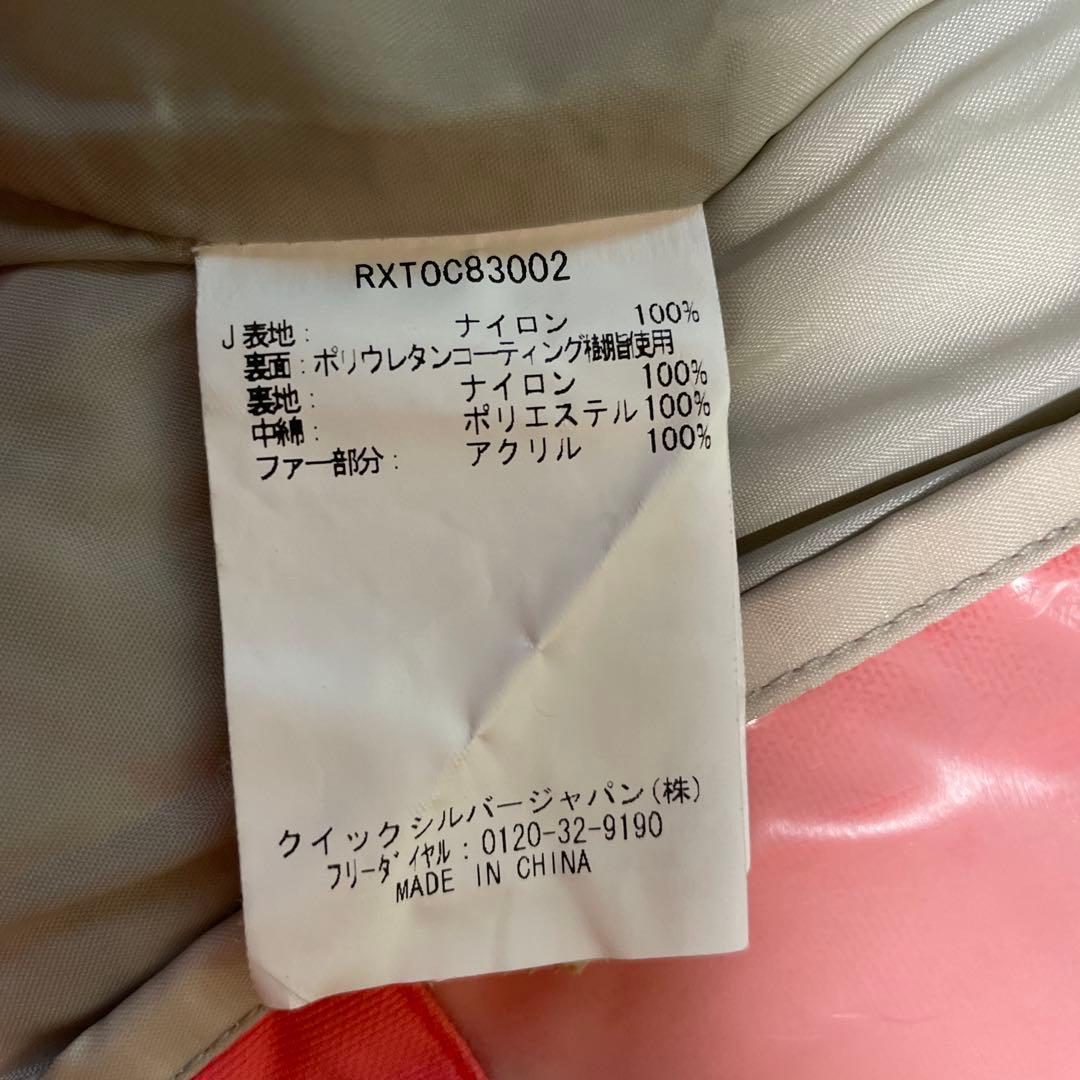 RXTOC83002
J表地: ナイロン 100%
裏面:ポリウレタンコーティング樹脂使用
裏地: ナイロン 100%
中綿: ポリエステル100%
ファー部分: アクリル 100%
クイックシルバージャパン(株)
フリーダイヤル:0120-32-9190
MADE IN CHINA